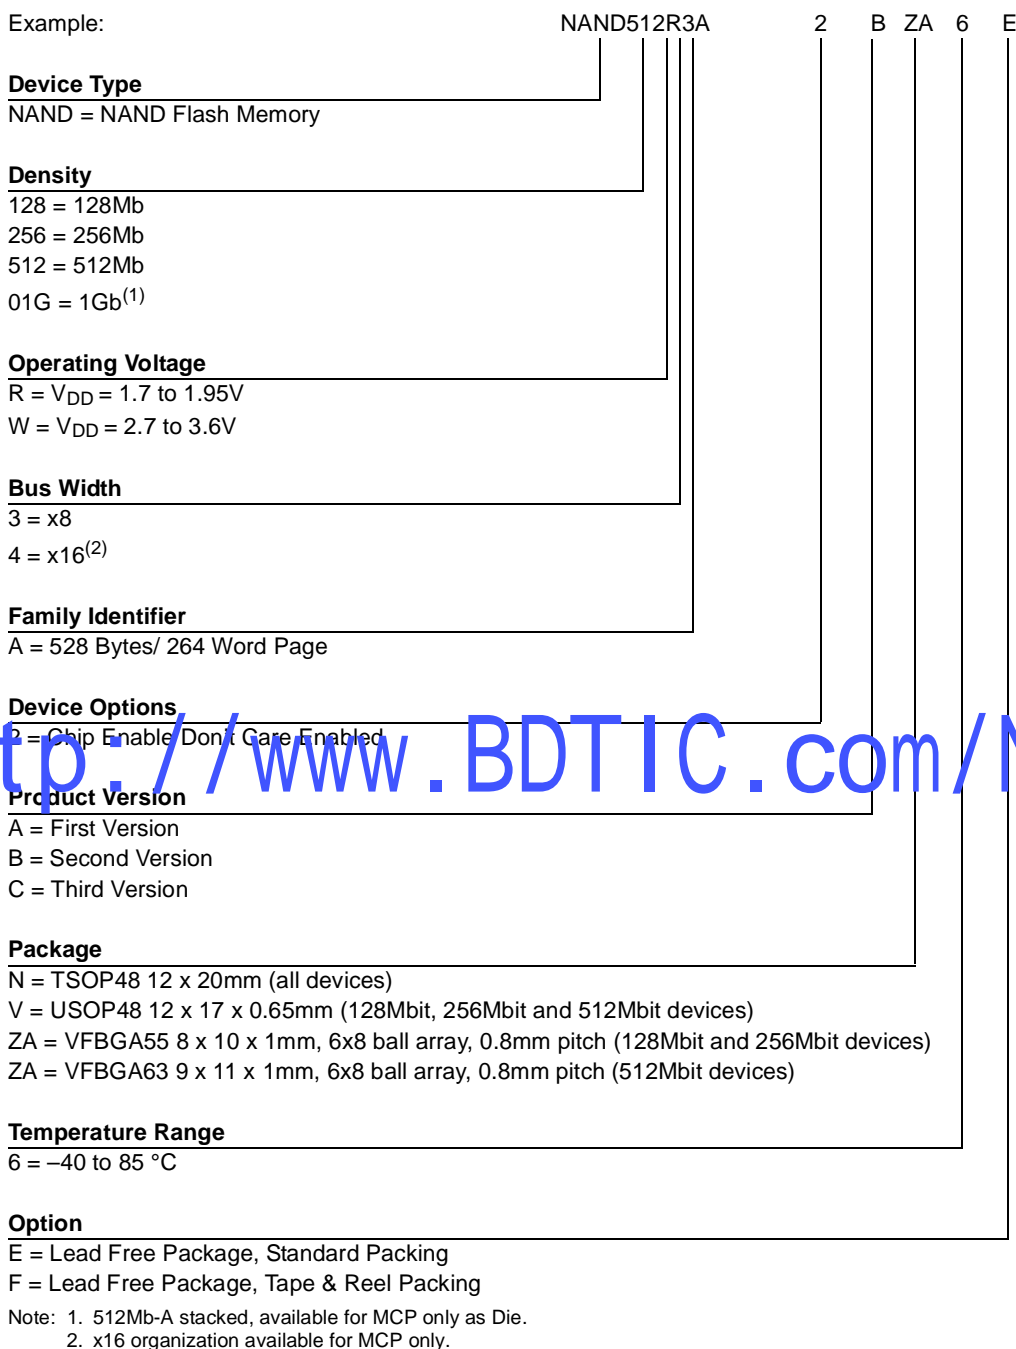 Example: NAND512R3A 2 B ZA 6 E
Device Type
NAND = NAND Flash Memory
Density
128 = 128Mb
256 = 256Mb
512 = 512Mb
01G = 1Gb(1)
Operating Voltage
R = VDD = 1.7 to 1.95V
W = VDD = 2.7 to 3.6V
Bus Width
3 = x8
4 = x16(2)
Family Identifier
A = 528 Bytes/ 264 Word Page
Device Options
2 = Chip Enable Don't Care Enabled
tp://www.BDTIC.com/
Product Version
A = First Version
B = Second Version
C = Third Version
Package
N = TSOP48 12 x 20mm (all devices)
V = USOP48 12 x 17 x 0.65mm (128Mbit, 256Mbit and 512Mbit devices)
ZA = VFBGA55 8 x 10 x 1mm, 6x8 ball array, 0.8mm pitch (128Mbit and 256Mbit devices)
ZA = VFBGA63 9 x 11 x 1mm, 6x8 ball array, 0.8mm pitch (512Mbit devices)
Temperature Range
6 = –40 to 85 °C
Option
E = Lead Free Package, Standard Packing
F = Lead Free Package, Tape & Reel Packing
Note: 1. 512Mb-A stacked, available for MCP only as Die.
2. x16 organization available for MCP only.